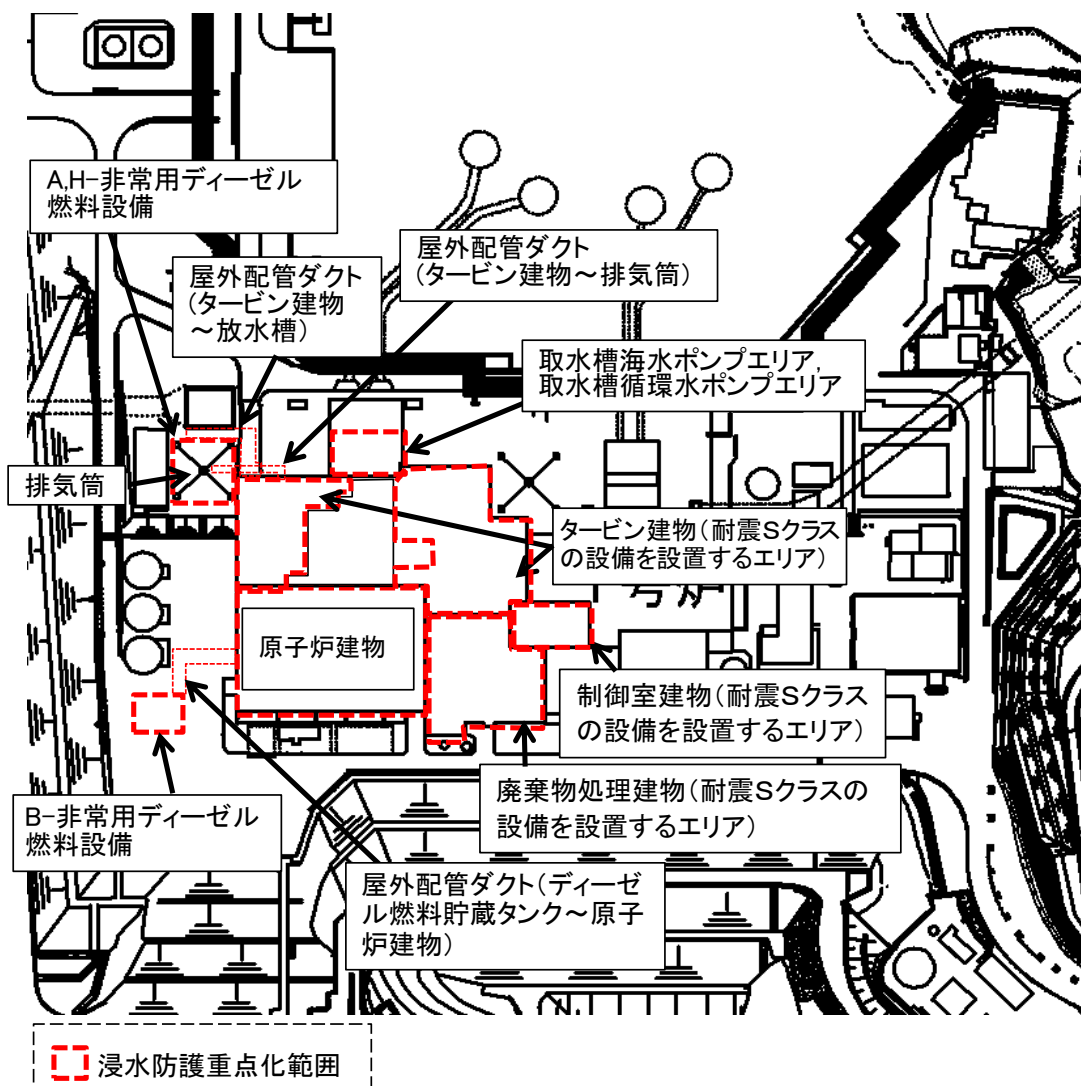 A,H-非常用ディーゼル
燃料設備
屋外配管ダクト
(タービン建物
～放水槽)
屋外配管ダクト
(タービン建物～排気筒)
取水槽海水ポンプエリア,
取水槽循環水ポンプエリア
排気筒
タービン建物(耐震Sクラス
の設備を設置するエリア)
号炉
原子炉建物
制御室建物(耐震Sクラス
の設備を設置するエリア)
廃棄物処理建物(耐震Sクラスの
設備を設置するエリア)
B-非常用ディーゼル
燃料設備
屋外配管ダクト(ディーゼ
ル燃料貯蔵タンク～原子
炉建物)
浸水防護重点化範囲